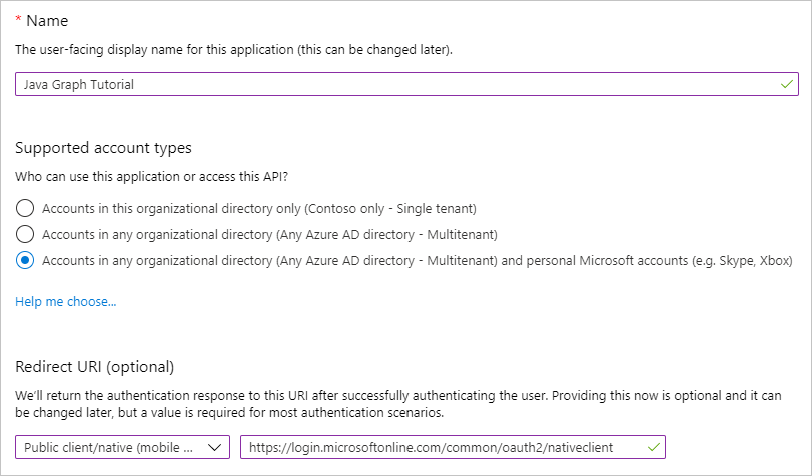 * Name
The user-facing display name for this application (this can be changed later).
Java Graph Tutorial
Supported account types
Who can use this application or access this API?
Accounts in this organizational directory only (Contoso only - Single tenant)
Accounts in any organizational directory (Any Azure AD directory - Multitenant)
Accounts in any organizational directory (Any Azure AD directory - Multitenant) and personal Microsoft accounts (e.g. Skype, Xbox)
Help me choose...
Redirect URI (optional)
We'll return the authentication response to this URI after successfully authenticating the user. Providing this now is optional and it can
be changed later, but a value is required for most authentication scenarios.
Public client/native (mobile ... https://login.microsoftonline.com/common/oauth2/nativeclient